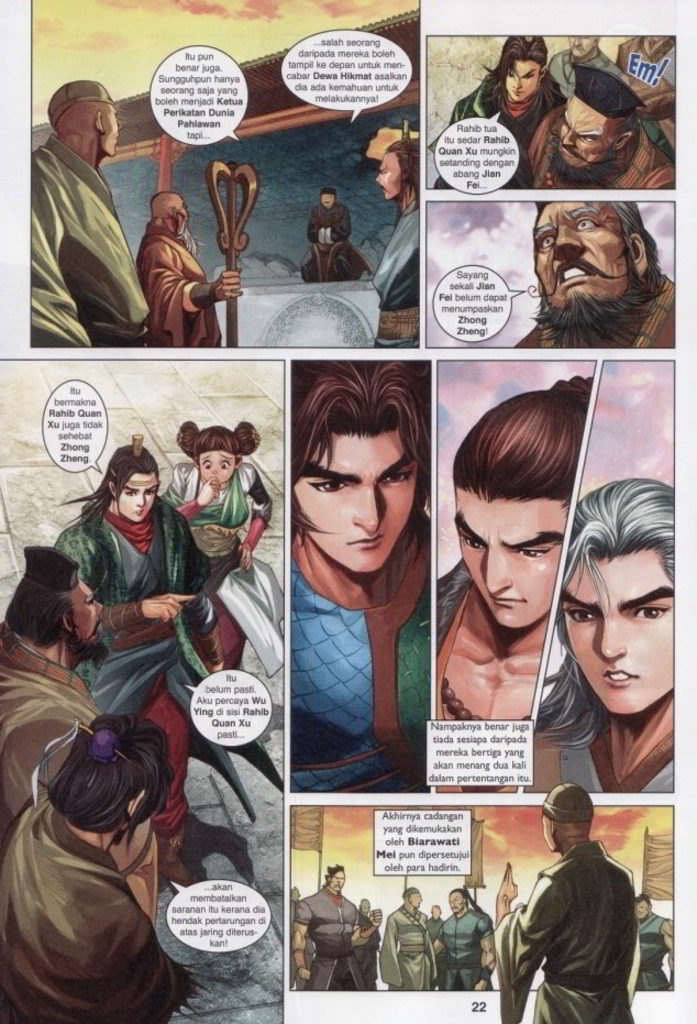 Itu pun
benar juga.
Sungguhpun hanya
seorang saja yang
boleh menjadi Ketua
Perikatan Dunia
Pahlawan
tapi...
...salah seorang
daripada mereka boleh
tampil ke depan untuk men-
cabar Dewa Hikmat asalkan
dia ada kemahuan untuk
melakukannya!
Em!
Rahib tua
itu sedar Rahib
Quan Xu mungkin
setanding dengan
abang Jian
Fei...
Sayang
sekali Jian
Fei belum dapat
menumpaskan
Zhong
Zheng!
Itu
bermakna
Rahib Quan
Xu juga tidak
sehebat
Zhong
Zheng.
Itu
belum pasti.
Aku percaya Wu
Ying di sisi Rahib
Quan Xu
pasti...
...akan
membatalkan
saranan itu kerana dia
hendak pertarungan di
atas jaring diterus-
kan!
Nampaknya benar
tiada sesiapa daripada
mereka bertiga yang
akan menang dua kali
dalam pertentangan itu.
Akhirnya cadangan
yang dikemukakan
oleh Biarawati
Mei pun dipersetujui
oleh para hadirin.
22